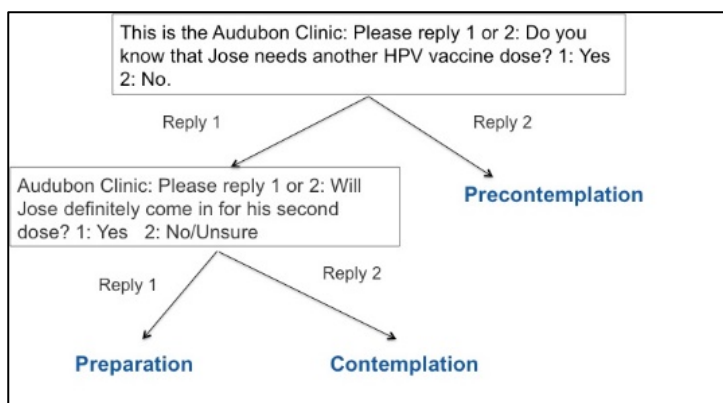 This is the Audubon Clinic: Please reply 1 or 2: Do you
know that Jose needs another HPV vaccine dose? 1: Yes
2: No.
Reply 1
Reply 2
Audubon Clinic: Please reply 1 or 2: Will
Jose definitely come in for his second
dose? 1: Yes   2: No/Unsure
Precontemplation
Reply 1
Reply 2
Preparation
Contemplation